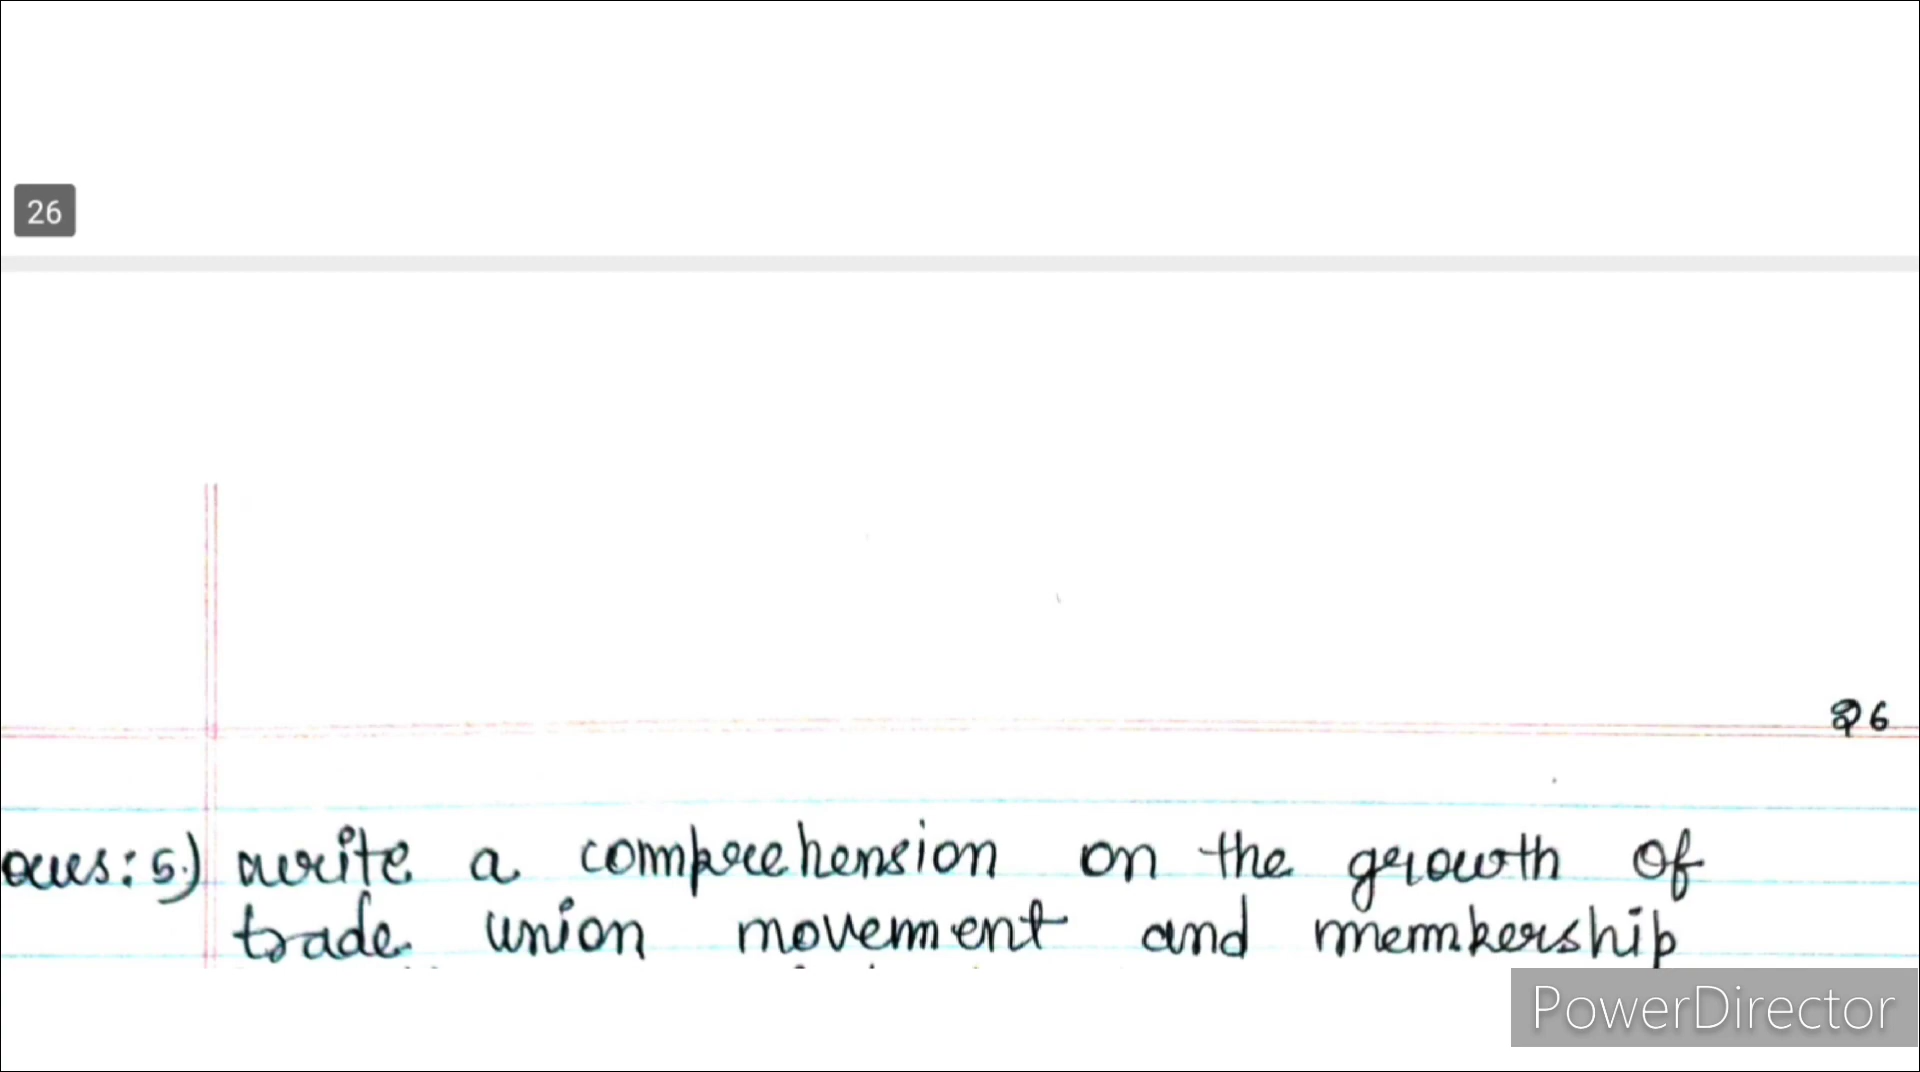 26
26
Ques: 5.) write a comprehension on the growth of
trade union movement and membership
PowerDirector